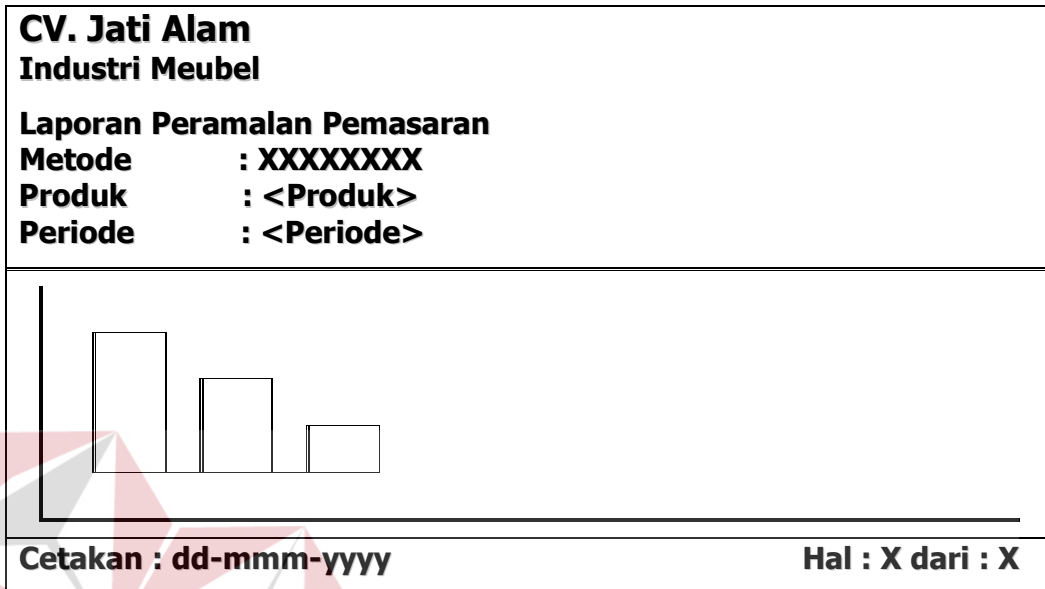 CV. Jati Alam
Industri Meubel
Laporan Peramalan Pemasaran
Metode : XXXXXXXX
Produk : <Produk>
Periode : <Periode>
Cetakan : dd-mmm-yyyy Hal : X dari : X